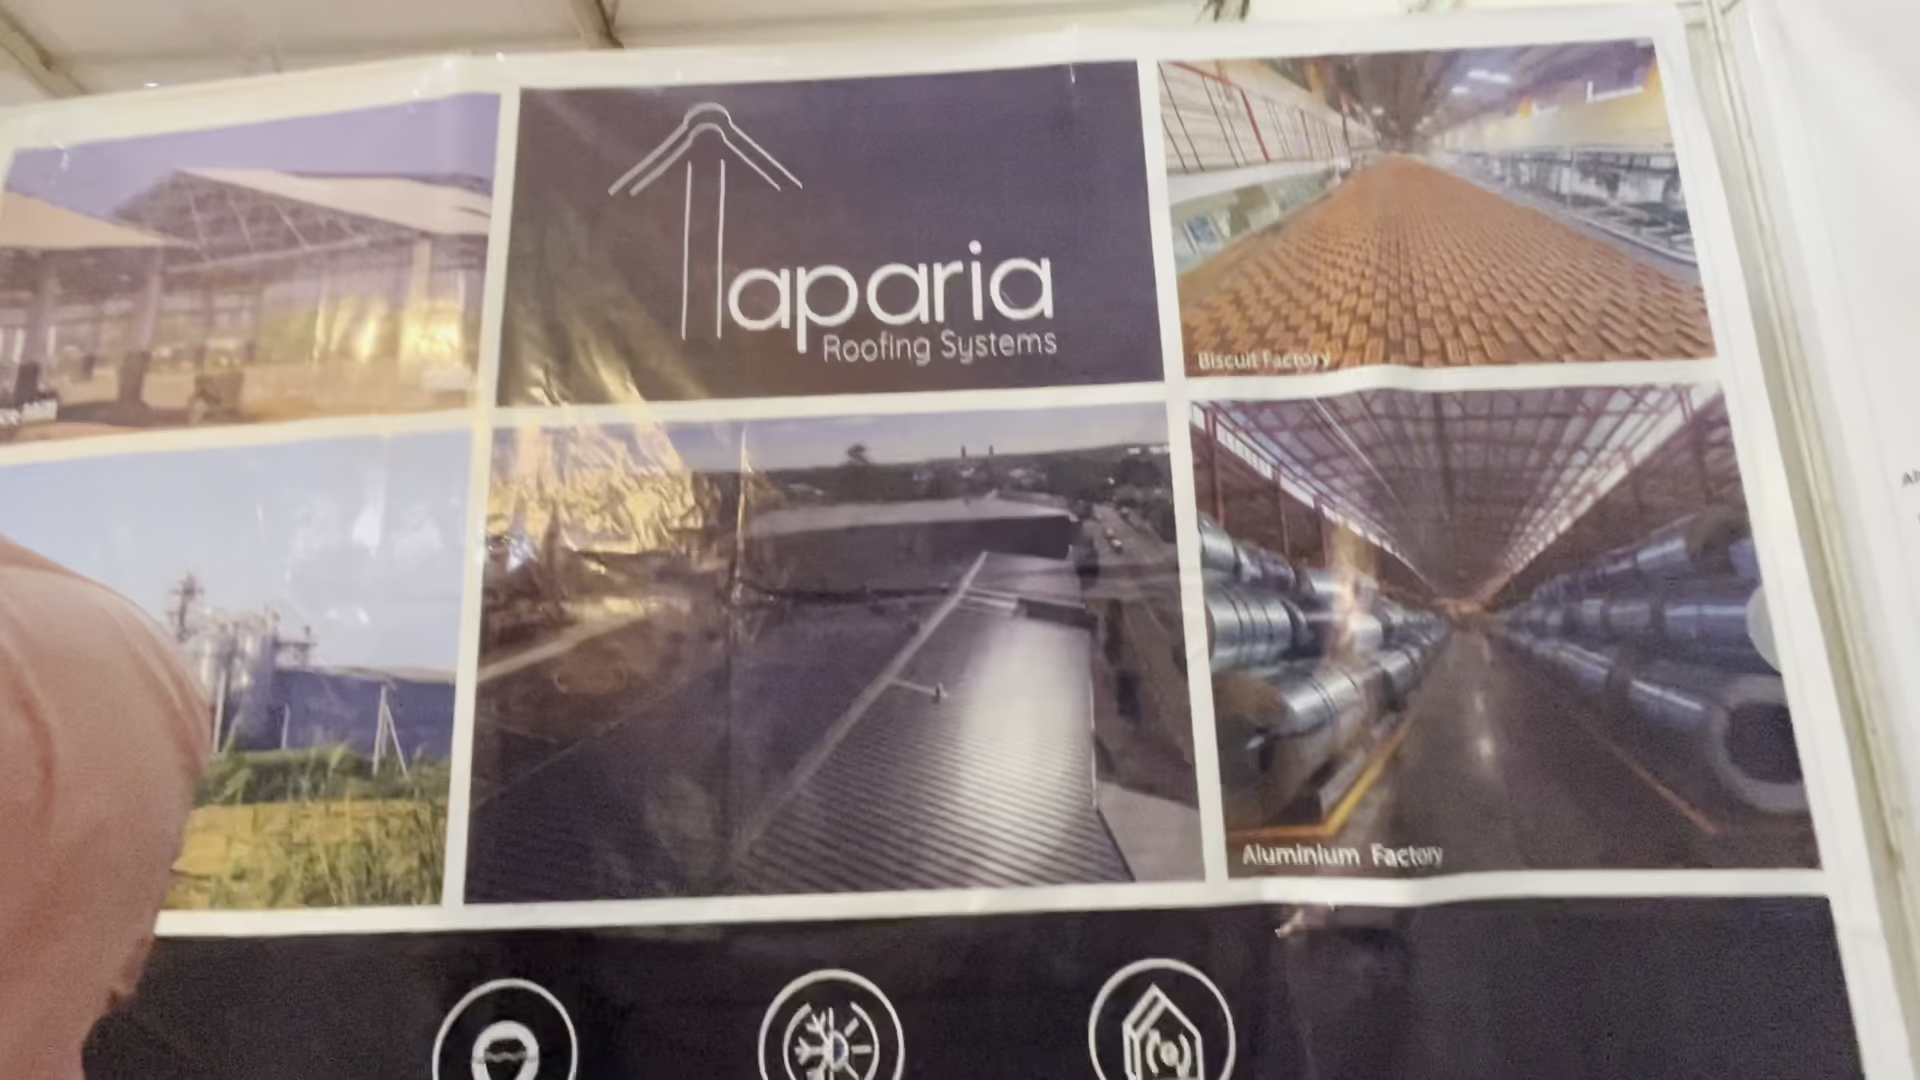 Taparia
Roofing Systems
Biscuit Factory
Aluminium Factory